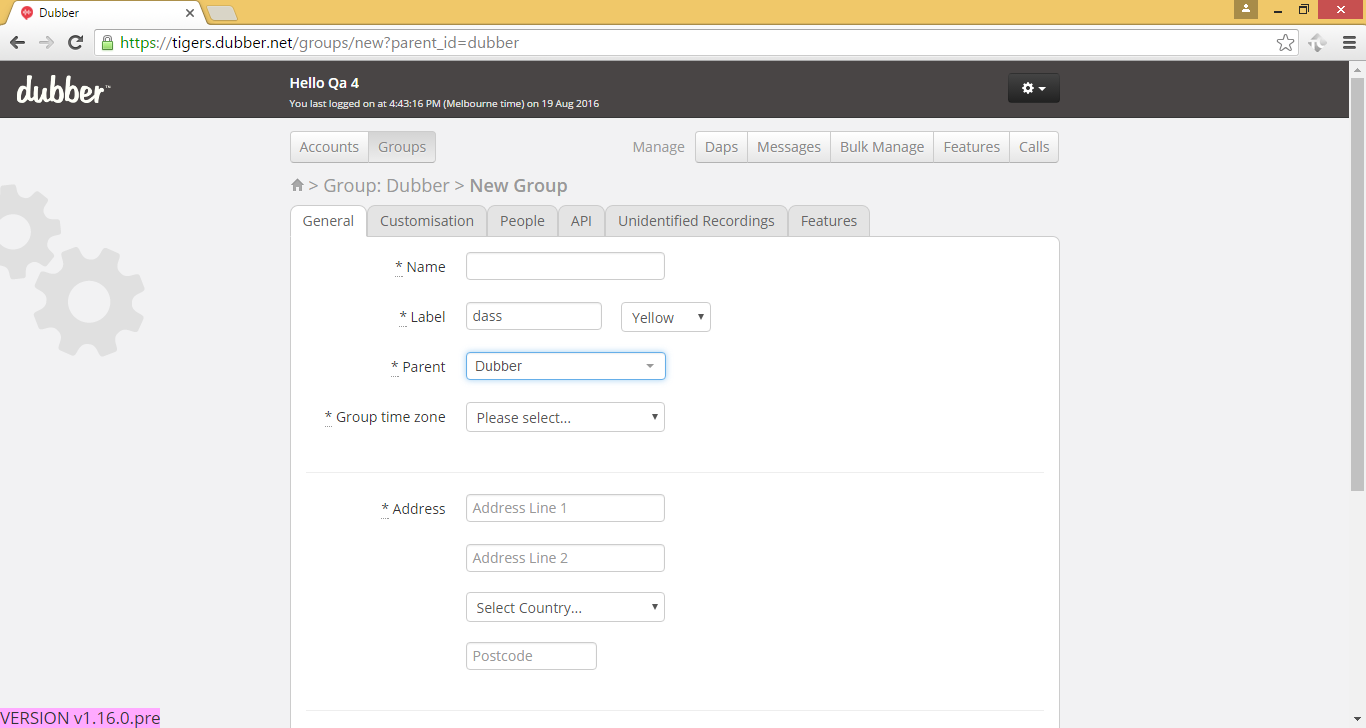 Dubber
https://tigers.dubber.net/groups/new?parent_id=dubber
dubber™
Hello Qa 4
You last logged on at 4:43:16 PM (Melbourne time) on 19 Aug 2016
Accounts Groups Manage Daps Messages Bulk Manage Features Calls
> Group: Dubber > New Group
General Customisation People API Unidentified Recordings Features
* Name
* Label dass Yellow
* Parent Dubber
* Group time zone Please select...
* Address Address Line 1
Address Line 2
Select Country...
Postcode
VERSION v1.16.0.pre